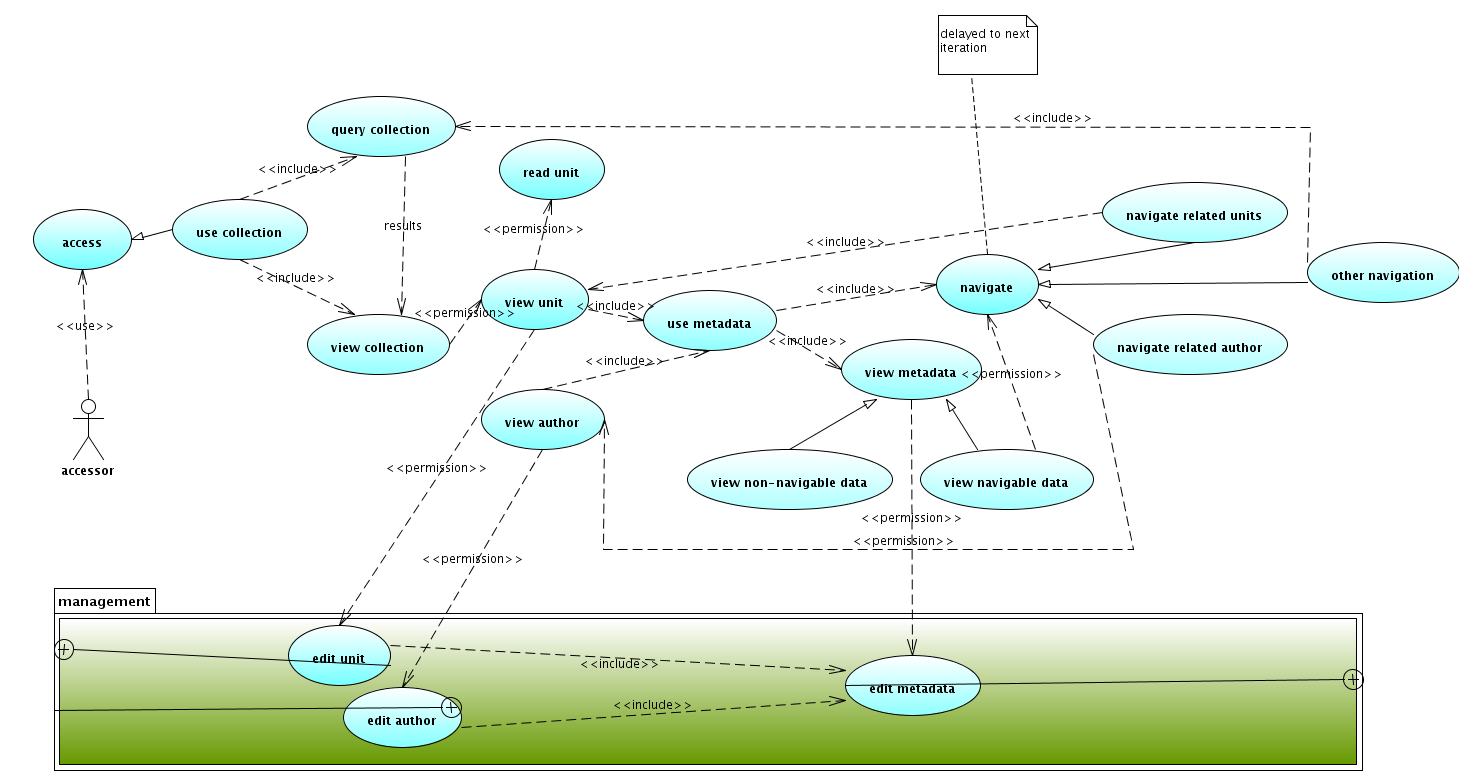 delayed to next
iteration
<<include>>
query collection
<<include>>
read unit
navigate related units
results
<<permission>>
use collection
access
<<include>>
other navigation
<<include>>
<<include>>
navigate
view unit
<<include>>
<<permission>>
use metadata
<<use>>
<<include>>
view collection
navigate related author
<<include>>
view metadata
<<permission>>
view author
<<permission>>
accessor
view non-navigable data
view navigable data
<<permission>>
<<permission>>
<<permission>>
management
edit unit
<<include>>
edit metadata
<<include>>
edit author